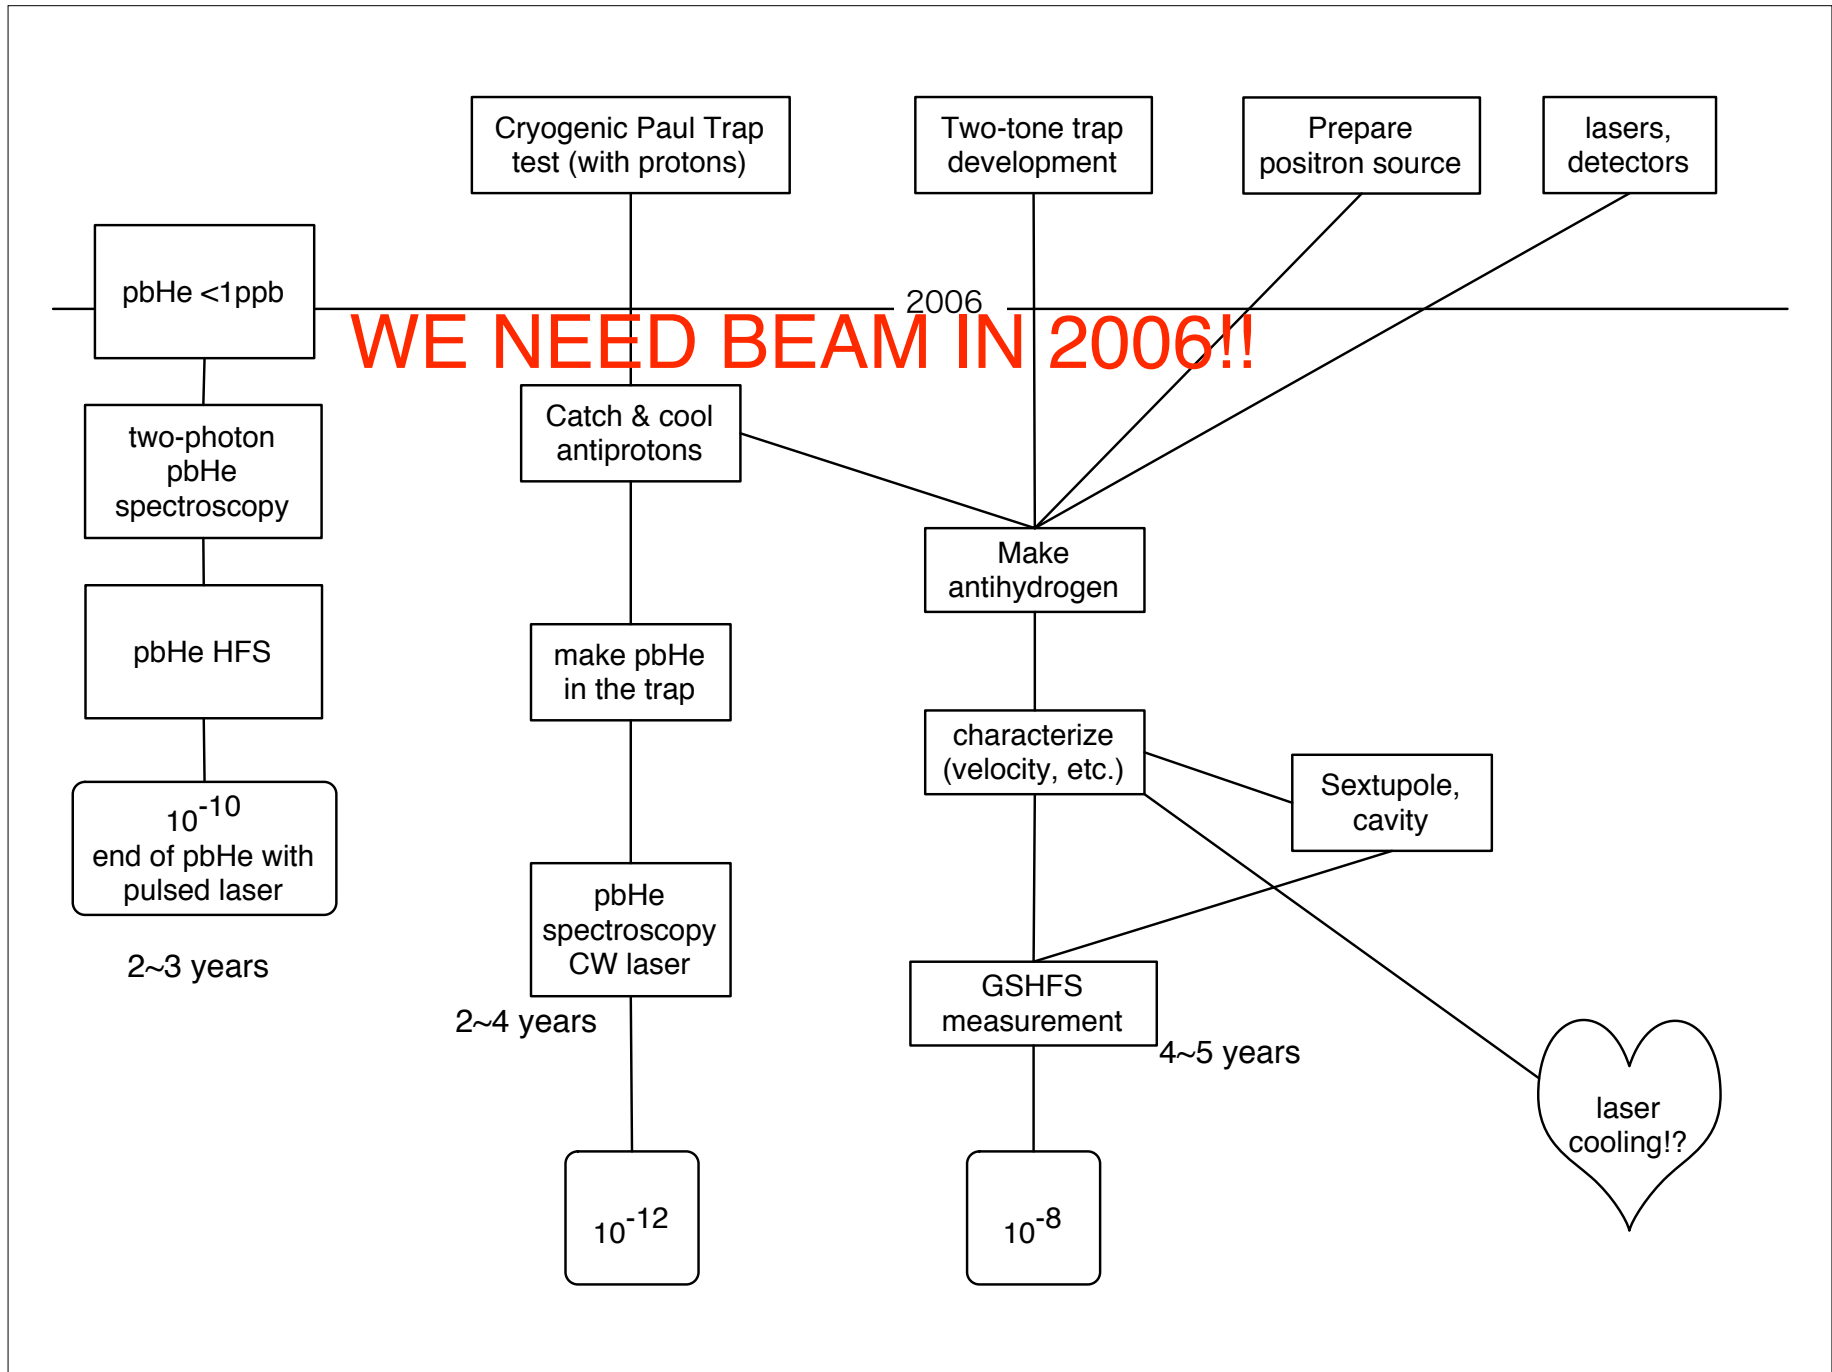 Cryogenic Paul Trap
test (with protons)
Two-tone trap
development
Prepare
positron source
lasers,
detectors
pbHe <1ppb
2006
WE NEED BEAM IN 2006!!
two-photon
pbHe
spectroscopy
Catch & cool
antiprotons
Make
antihydrogen
pbHe HFS
make pbHe
in the trap
characterize
(velocity, etc.)
Sextupole,
cavity
10^-10
end of pbHe with
pulsed laser
2~3 years
pbHe
spectroscopy
CW laser
2~4 years
GSHFS
measurement
4~5 years
laser
cooling!?
10^-12
10^-8